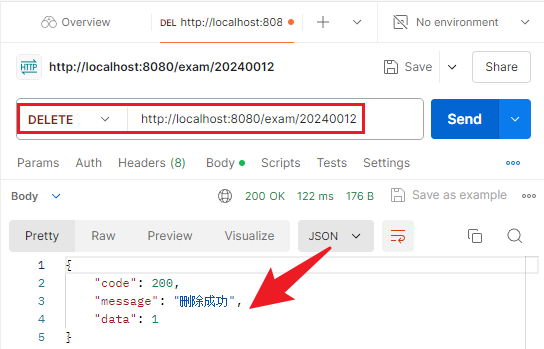 Overview
DEL http://localhost:808
No environment
HTTP
http://localhost:8080/exam/20240012
Save
Share
DELETE
http://localhost:8080/exam/20240012
Send
Params
Auth
Headers (8)
Body
Scripts
Tests
Settings
Body
200 OK
122 ms
176 B
Save as example
Pretty
Raw
Preview
Visualize
JSON
1 {
2 "code": 200,
3 "message": "删除成功",
4 "data": 1
5 }